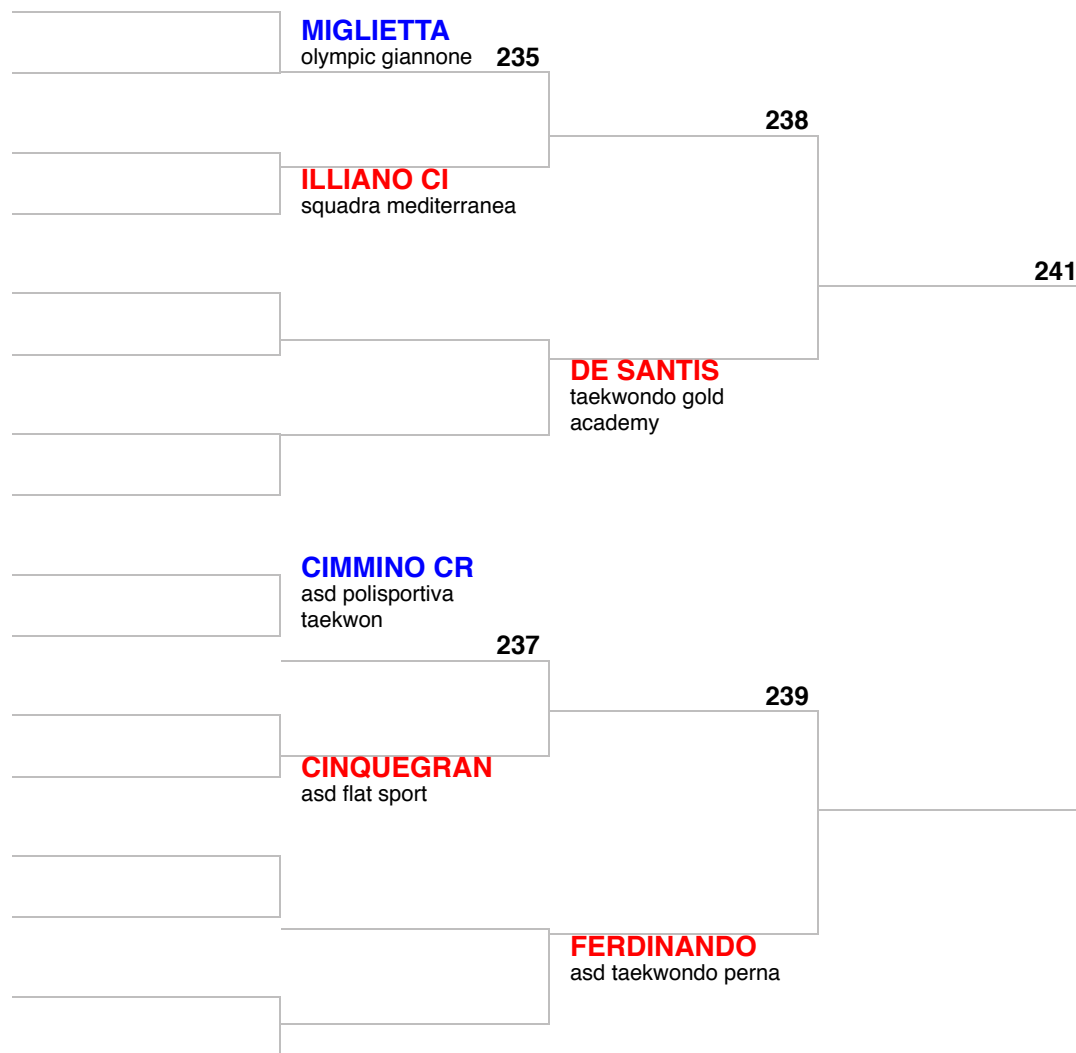 MIGLIETTA
olympic giannone
235
238
ILLIANO CI
squadra mediterranea
241
DE SANTIS
taekwondo gold
academy
CIMMINO CR
asd polisportiva
taekwon
237
239
CINQUEGRAN
asd flat sport
FERDINANDO
asd taekwondo perna